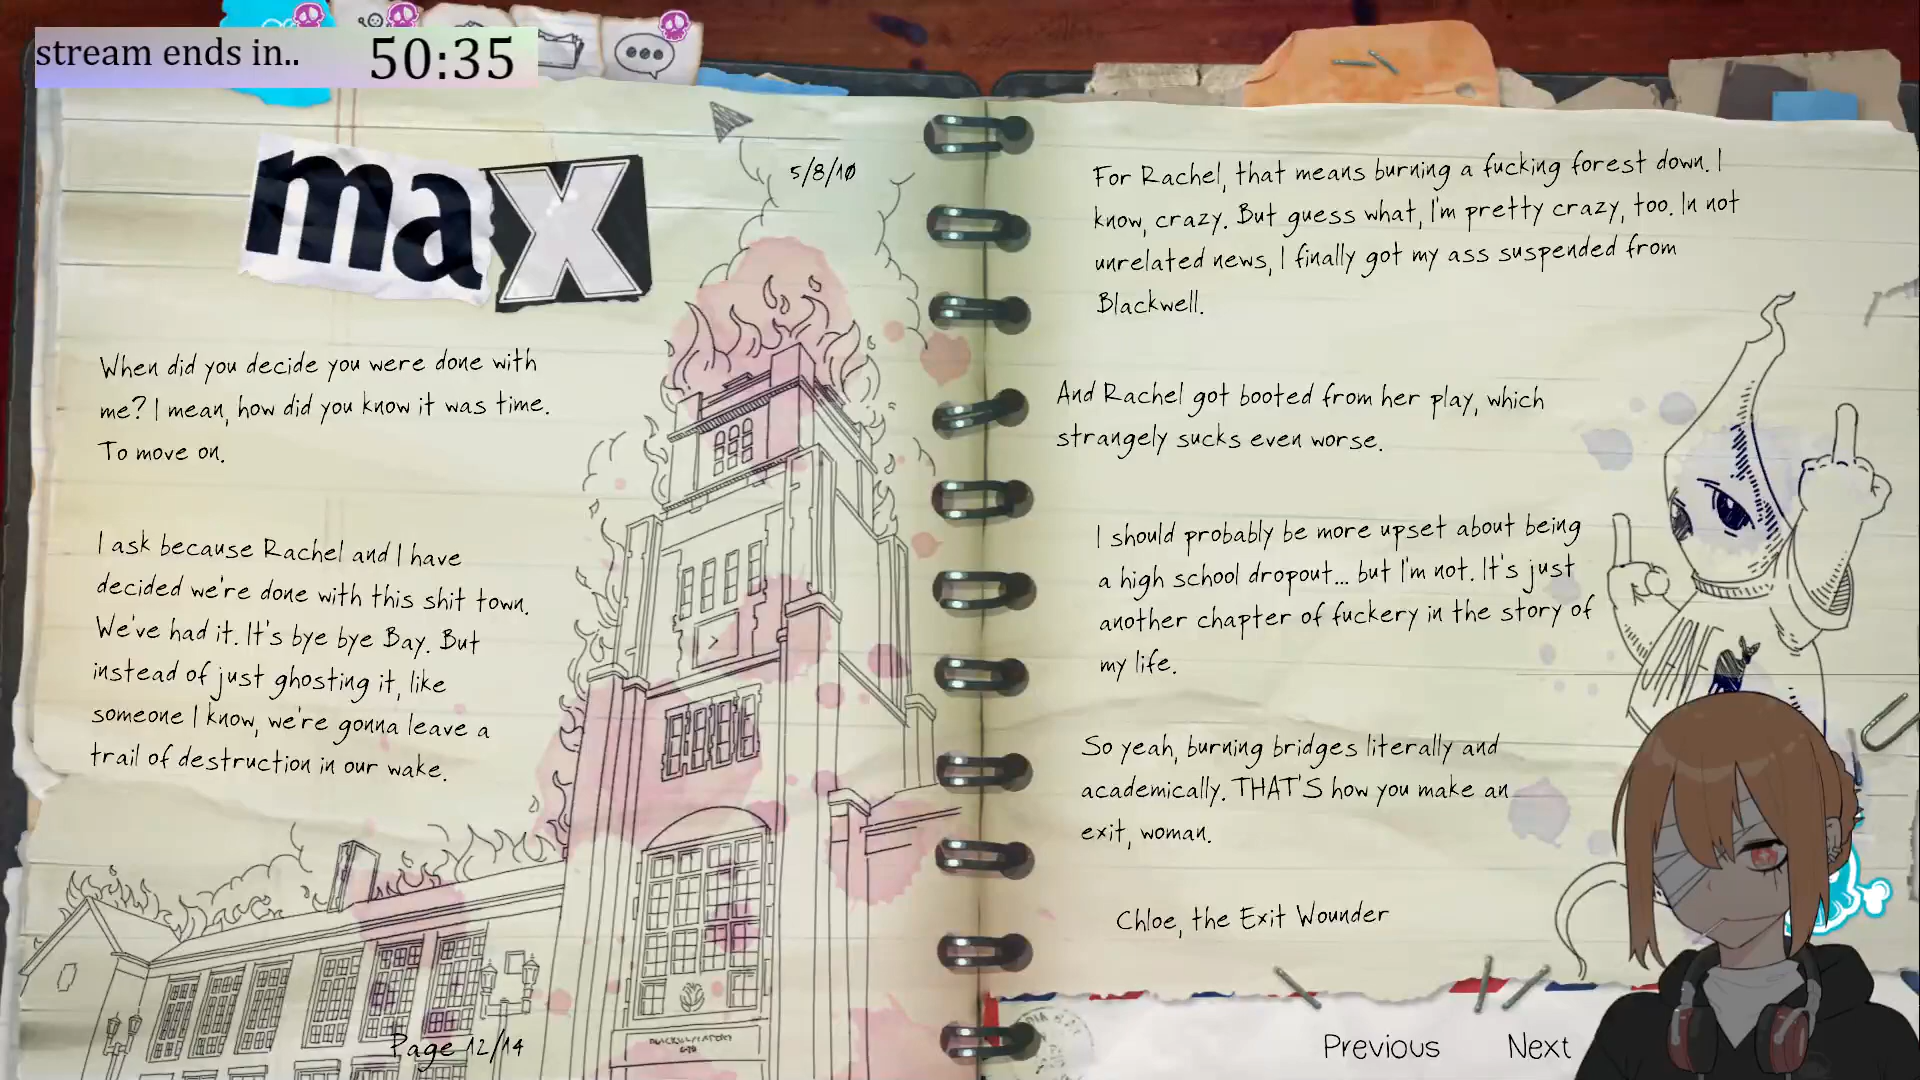 stream ends in.. 50:35
max
5/8/10
When did you decide you were done with
me? I mean, how did you know it was time.
To move on.
I ask because Rachel and I have
decided we're done with this shit town.
We've had it. It's bye bye Bay. But
instead of just ghosting it, like
someone I know, we're gonna leave a
trail of destruction in our wake.
Page 12/14
For Rachel, that means burning a fucking forest down. I
know, crazy. But guess what, I'm pretty crazy, too. In not
unrelated news, I finally got my ass suspended from
Blackwell.
And Rachel got booted from her play, which
strangely sucks even worse.
I should probably be more upset about being
a high school dropout... but I'm not. It's just
another chapter of fuckery in the story of
my life.
So yeah, burning bridges literally and
academically. THAT'S how you make an
exit, woman.
Chloe, the Exit Wounder
Previous Next